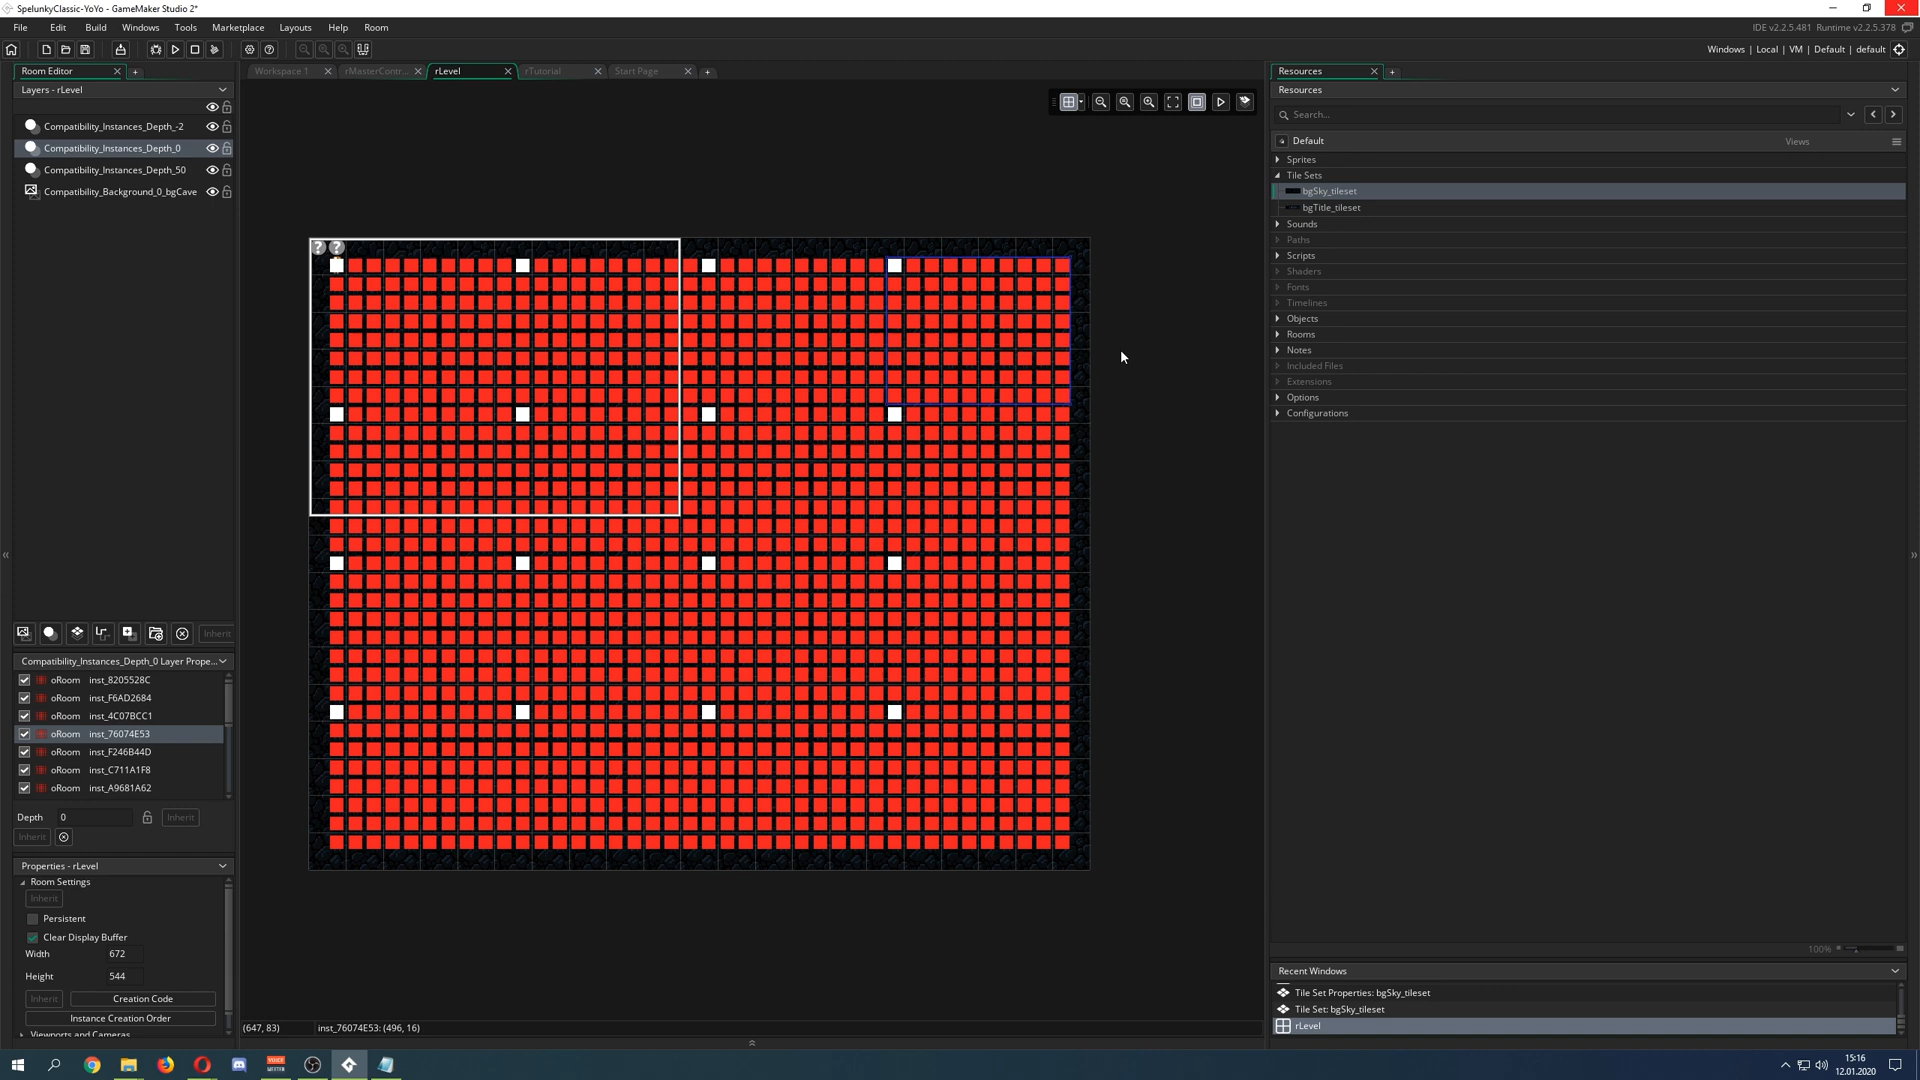 SpelunkyClassic-YoYo - GameMaker Studio 2*
File Edit Build Windows Tools Marketplace Layouts Help Room
IDE v2.2.5.481 Runtime v2.2.5.378
Windows | Local | VM | Default | default
Room Editor
Workspace 1
rMasterContr...
rLevel
rTutorial
Start Page
Resources
Layers - rLevel
Resources
Search...
Compatibility_Instances_Depth_-2
Compatibility_Instances_Depth_0
Compatibility_Instances_Depth_50
Compatibility_Background_0_bgCave
Default
Views
Sprites
Tile Sets
bgSky_tileset
bgTitle_tileset
Sounds
Paths
Scripts
Shaders
Fonts
Timelines
Objects
Rooms
Notes
Included Files
Extensions
Options
Configurations
? ?
Inherit
Compatibility_Instances_Depth_0 Layer Prope...
oRoom inst_8205528C
oRoom inst_F6AD2684
oRoom inst_4C07BCC1
oRoom inst_76074E53
oRoom inst_F246B44D
oRoom inst_C711A1F8
oRoom inst_A9681A62
Depth 0 Inherit
Inherit
Properties - rLevel
Room Settings
Inherit
Persistent
Clear Display Buffer
Width 672
Height 544
Inherit Creation Code
Instance Creation Order
Viewports and Cameras
(647, 83) inst_76074E53: (496, 16)
100%
Recent Windows
Tile Set Properties: bgSky_tileset
Tile Set: bgSky_tileset
rLevel
15:16
12.01.2020